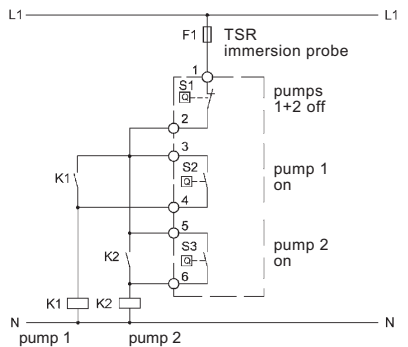 L1 L1
F1 TSR
immersion probe
1
S1 pumps
Q 1+2 off
2
3
S2 pump 1
K1 Q on
4
5
K2 S3 pump 2
Q on
6
K1 K2
N N
pump 1 pump 2